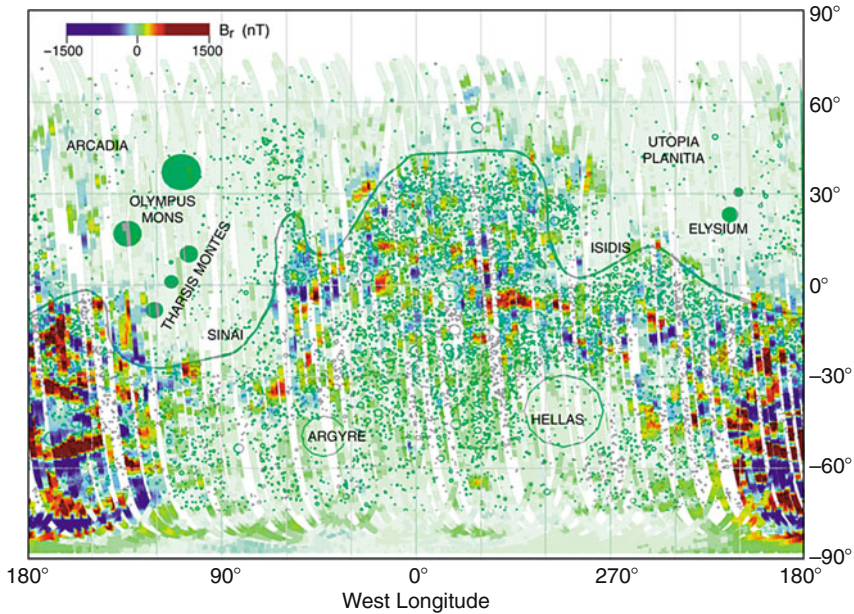 Br (nT)
−1500
0
1500
90°
60°
30°
0°
−30°
−60°
−90°
ARCADIA
OLYMPUS
MONS
THARSIS MONTES
SINAI
ARGYRE
HELLAS
ISIDIS
ELYSIUM
UTOPIA
PLANITIA
180°
90°
0°
270°
180°
West Longitude